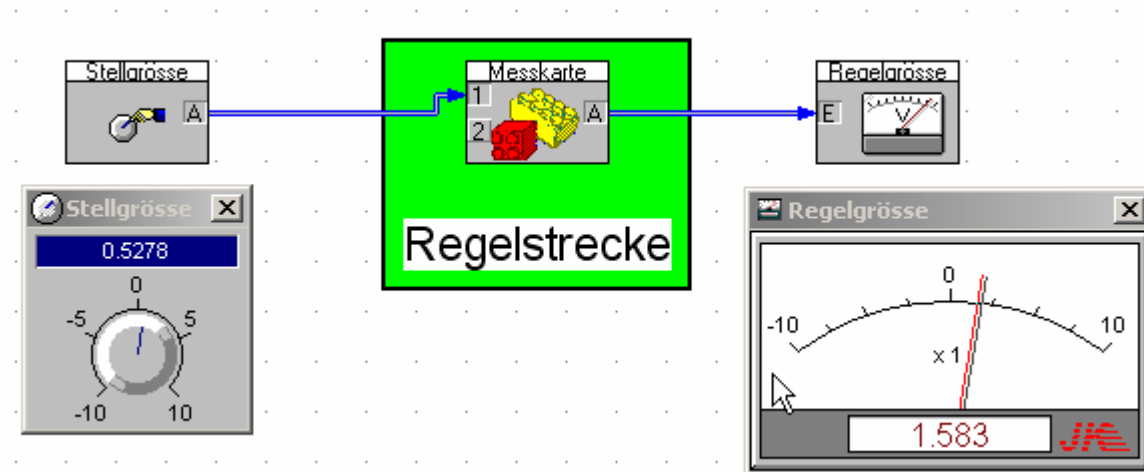 Stellgrösse
Messkarte
Regelgrösse
A
1
2
A
E
V
Regelstrecke
Stellgrösse
0.5278
0
-5
5
-10
10
Regelgrösse
0
-10
10
x 1
1.583